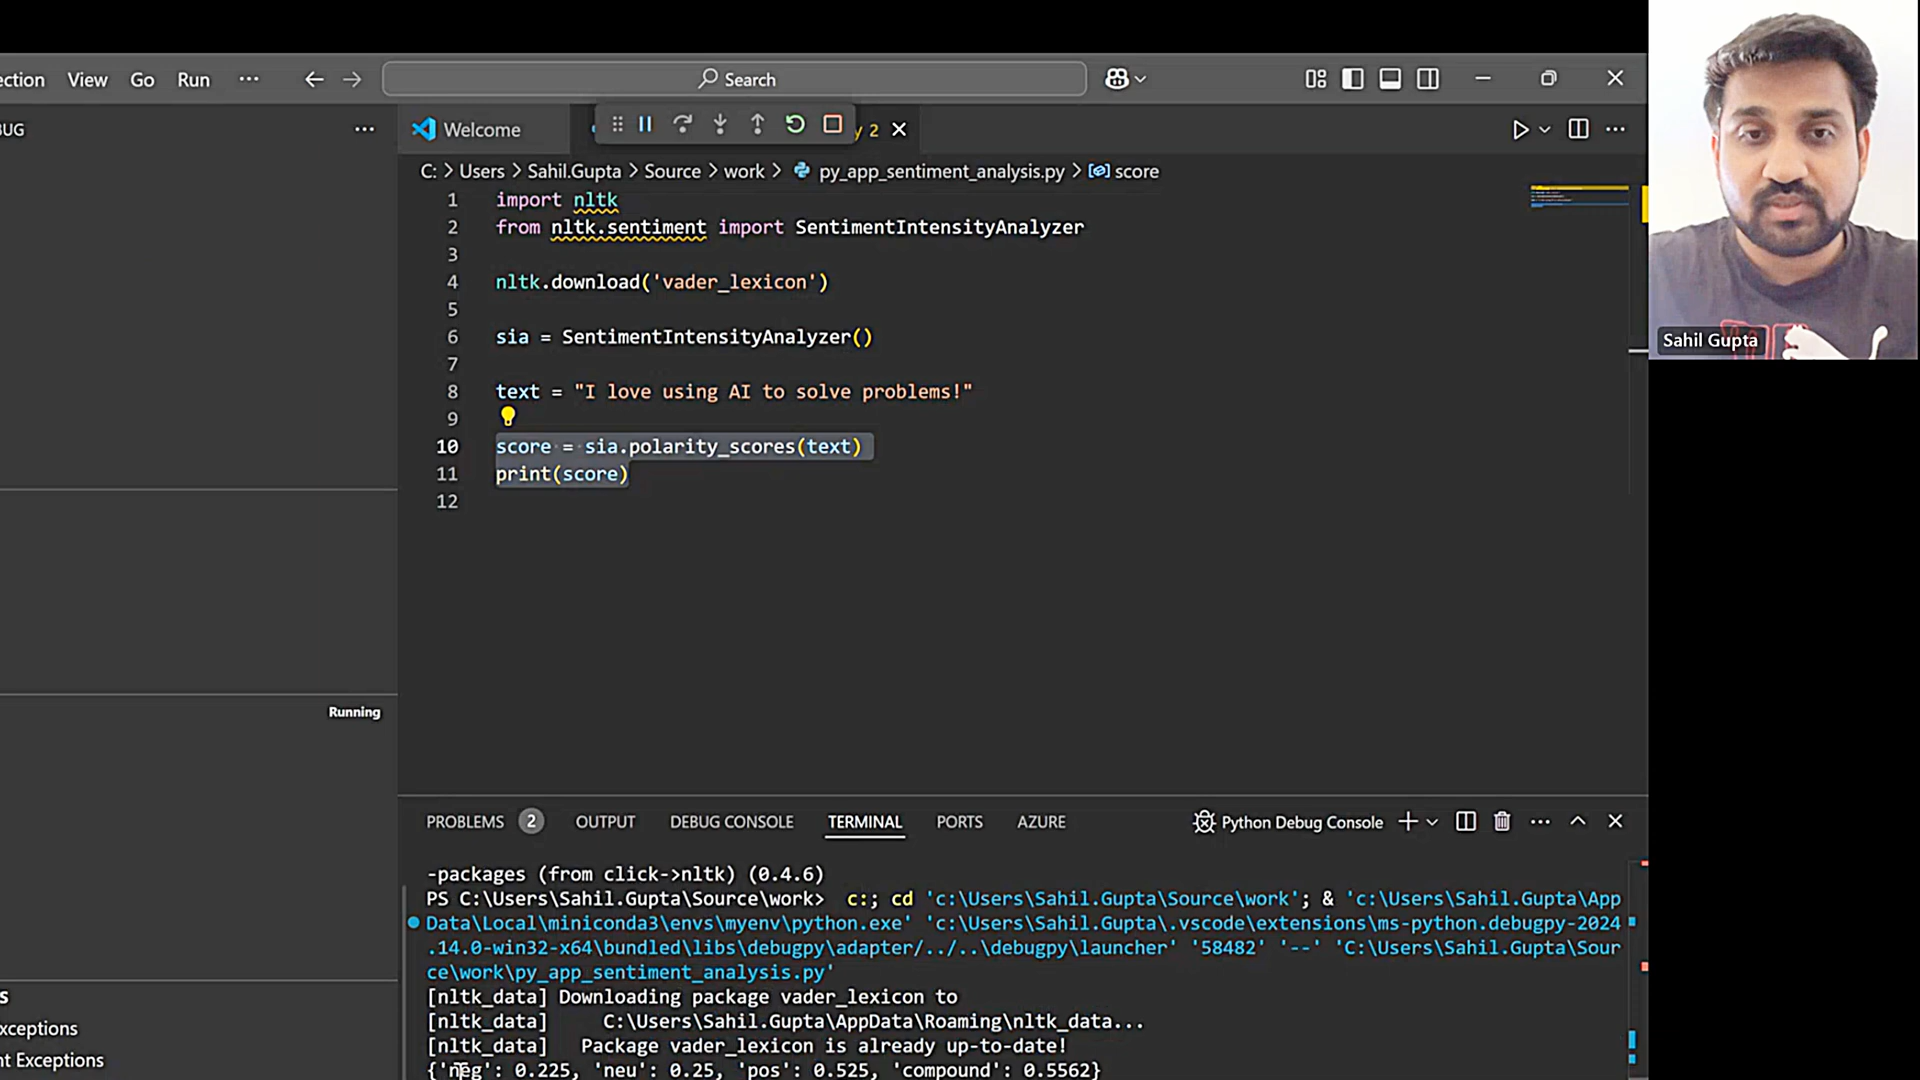 ection View Go Run ··· Search
BUG ···
Welcome y 2
C: > Users > Sahil.Gupta > Source > work > py_app_sentiment_analysis.py > score
1 import nltk
2 from nltk.sentiment import SentimentIntensityAnalyzer
3
4 nltk.download('vader_lexicon')
5
6 sia = SentimentIntensityAnalyzer()
7
8 text = "I love using AI to solve problems!"
9
10 score = sia.polarity_scores(text)
11 print(score)
12
Sahil Gupta
Running
s
xceptions
nt Exceptions
PROBLEMS 2 OUTPUT DEBUG CONSOLE TERMINAL PORTS AZURE Python Debug Console
-packages (from click->nltk) (0.4.6)
PS C:\Users\Sahil.Gupta\Source\work> c:; cd 'c:\Users\Sahil.Gupta\Source\work'; & 'c:\Users\Sahil.Gupta\App
Data\Local\miniconda3\envs\myenv\python.exe' 'c:\Users\Sahil.Gupta\.vscode\extensions\ms-python.debugpy-2024
.14.0-win32-x64\bundled\libs\debugpy\adapter/../..\debugpy\launcher' '58482' '--' 'C:\Users\Sahil.Gupta\Sour
ce\work\py_app_sentiment_analysis.py'
[nltk_data] Downloading package vader_lexicon to
[nltk_data] C:\Users\Sahil.Gupta\AppData\Roaming\nltk_data...
[nltk_data] Package vader_lexicon is already up-to-date!
{'neg': 0.225, 'neu': 0.25, 'pos': 0.525, 'compound': 0.5562}